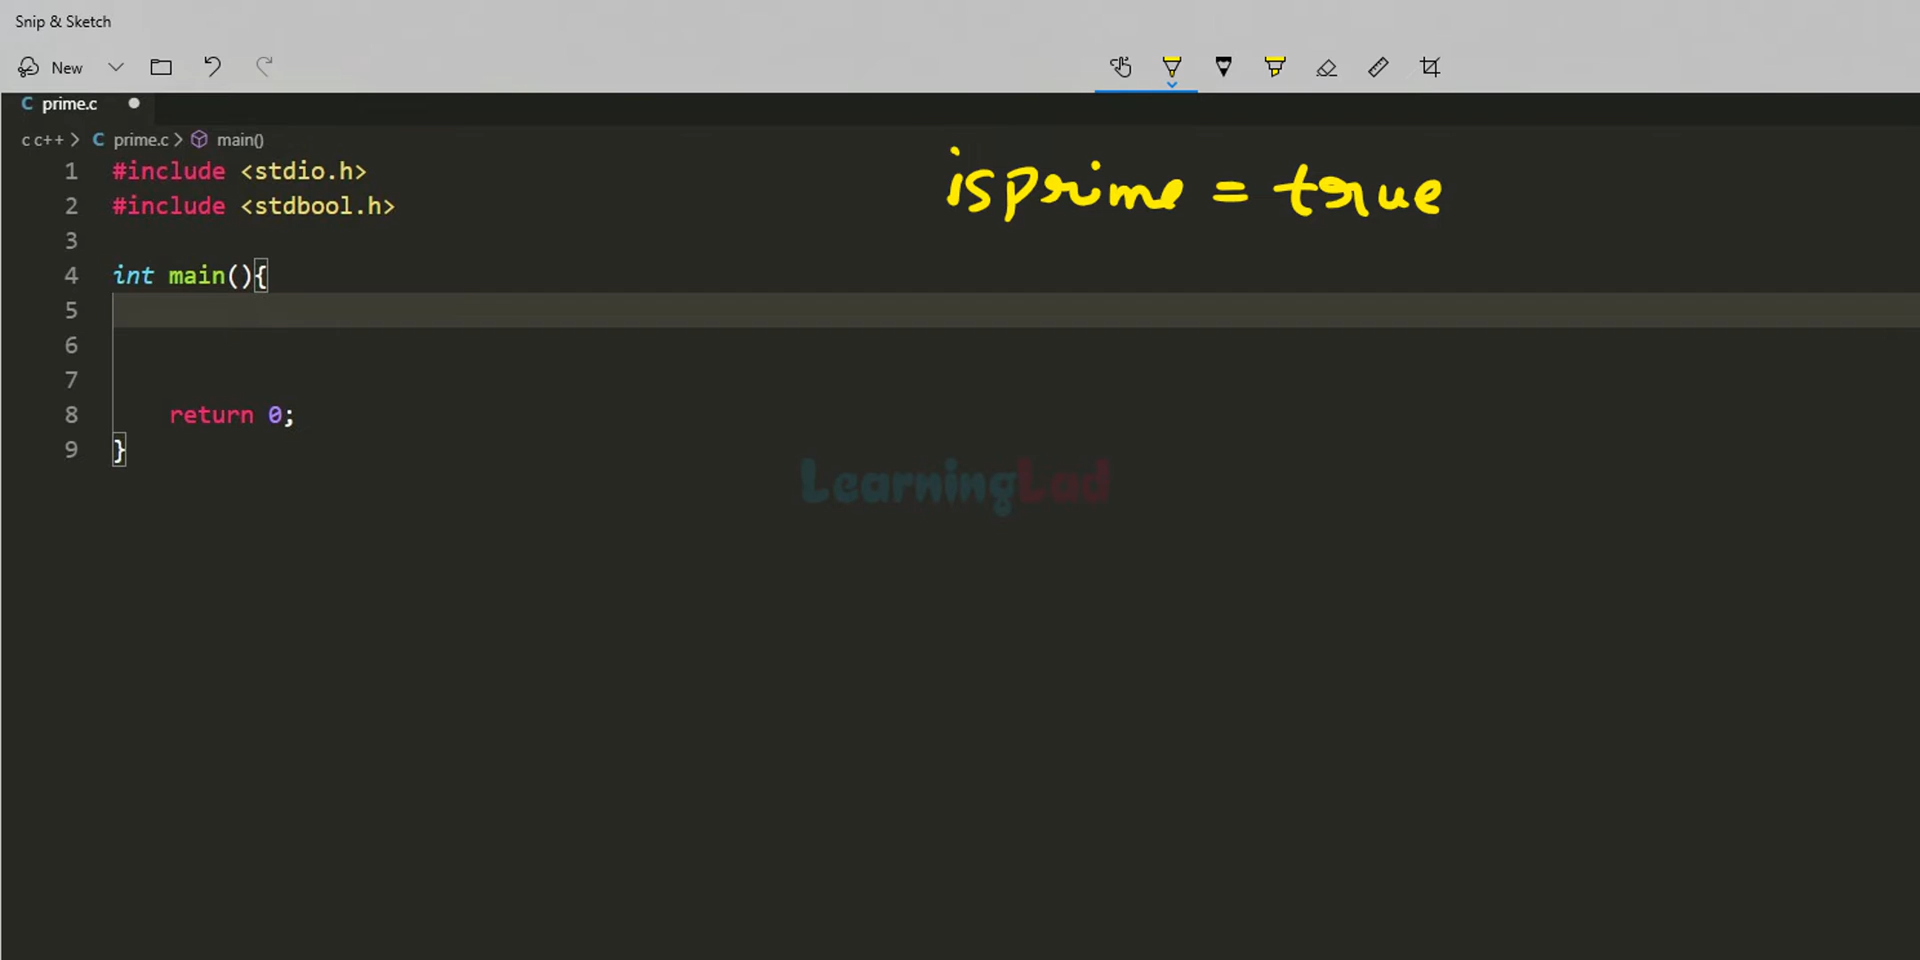 Snip & Sketch
New
prime.c
c c++ > C prime.c > main()
isprime = true
1 #include <stdio.h>
2 #include <stdbool.h>
3
4 int main(){
5
6
7
8 return 0;
9 }
LearningLad